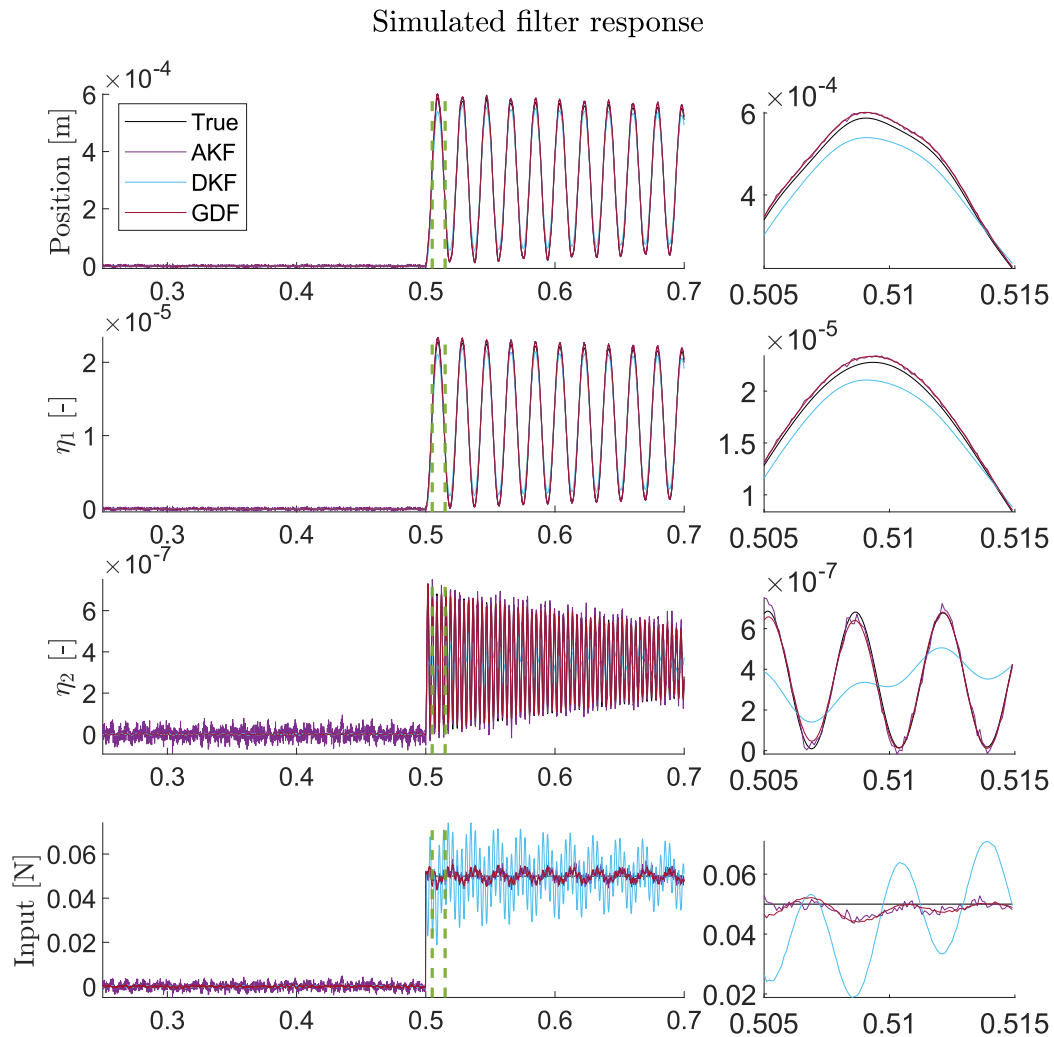 Simulated filter response
×10-4
6
4
2
0
Position [m]
True
AKF
DKF
GDF
0.3 0.4 0.5 0.6 0.7
×10-4
6
4
0.505 0.51 0.515
×10-5
2
1
0
η1 [-]
0.3 0.4 0.5 0.6 0.7
×10-5
2
1.5
1
0.505 0.51 0.515
×10-7
6
4
2
0
η2 [-]
0.3 0.4 0.5 0.6 0.7
×10-7
6
4
2
0
0.505 0.51 0.515
0.06
0.04
0.02
0
Input [N]
0.3 0.4 0.5 0.6 0.7
0.06
0.04
0.02
0.505 0.51 0.515